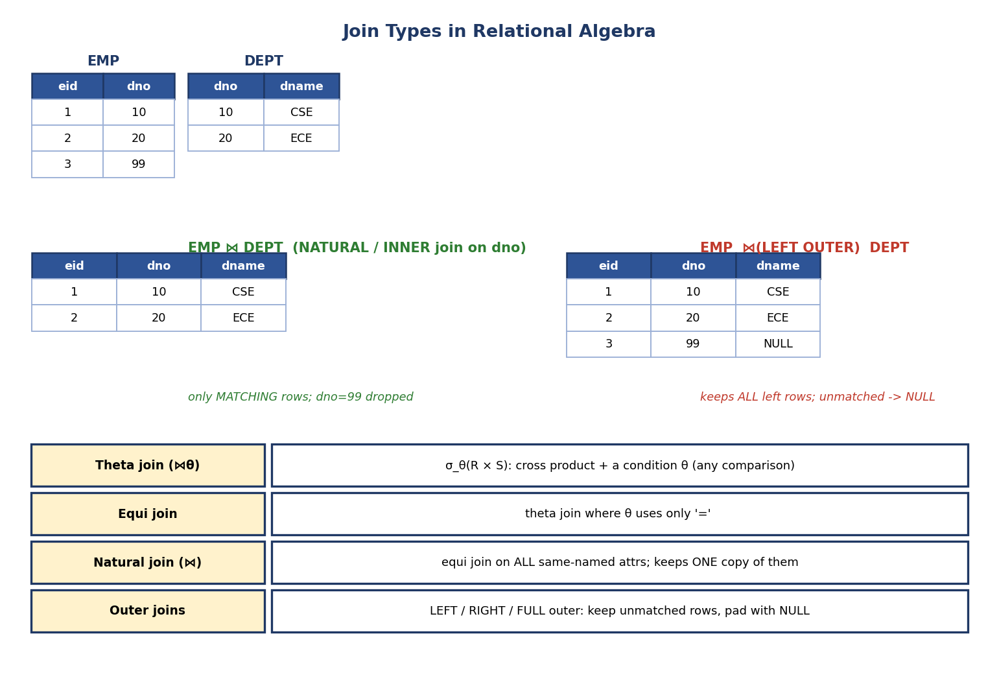 Join Types in Relational Algebra
EMP DEPT
eid dno dno dname
1 10 10 CSE
2 20 20 ECE
3 99
EMP ⋈ DEPT (NATURAL / INNER join on dno) EMP ⋈(LEFT OUTER) DEPT
eid dno dname eid dno dname
1 10 CSE 1 10 CSE
2 20 ECE 2 20 ECE
3 99 NULL
only MATCHING rows; dno=99 dropped keeps ALL left rows; unmatched -> NULL
Theta join (⋈θ) σ_θ(R × S): cross product + a condition θ (any comparison)
Equi join theta join where θ uses only '='
Natural join (⋈) equi join on ALL same-named attrs; keeps ONE copy of them
Outer joins LEFT / RIGHT / FULL outer: keep unmatched rows, pad with NULL